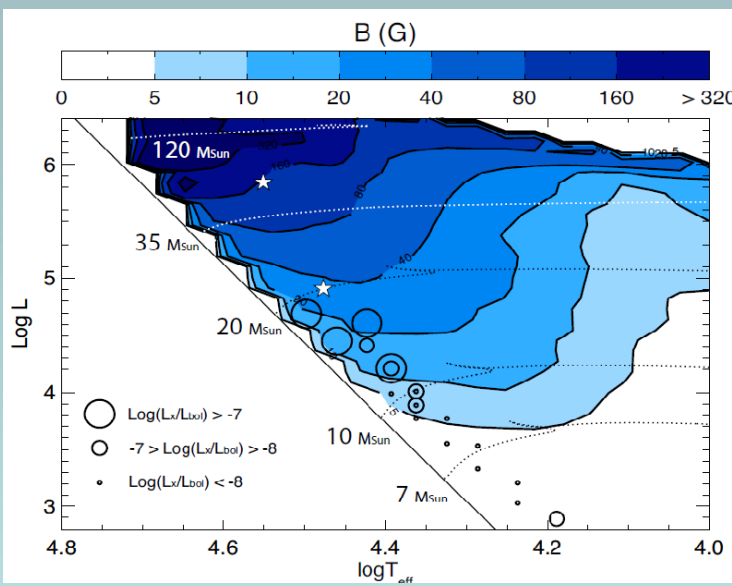 B (G)
0 5 10 20 40 80 160 > 320
120 MSun
160
80
1020 5
35 MSun
40
20 MSun
10 MSun
7 MSun
Log(Lx/Lbol) > -7
-7 > Log(Lx/Lbol) > -8
Log(Lx/Lbol) < -8
6
5
4
3
Log L
4.8 4.6 4.4 4.2 4.0
logTeff